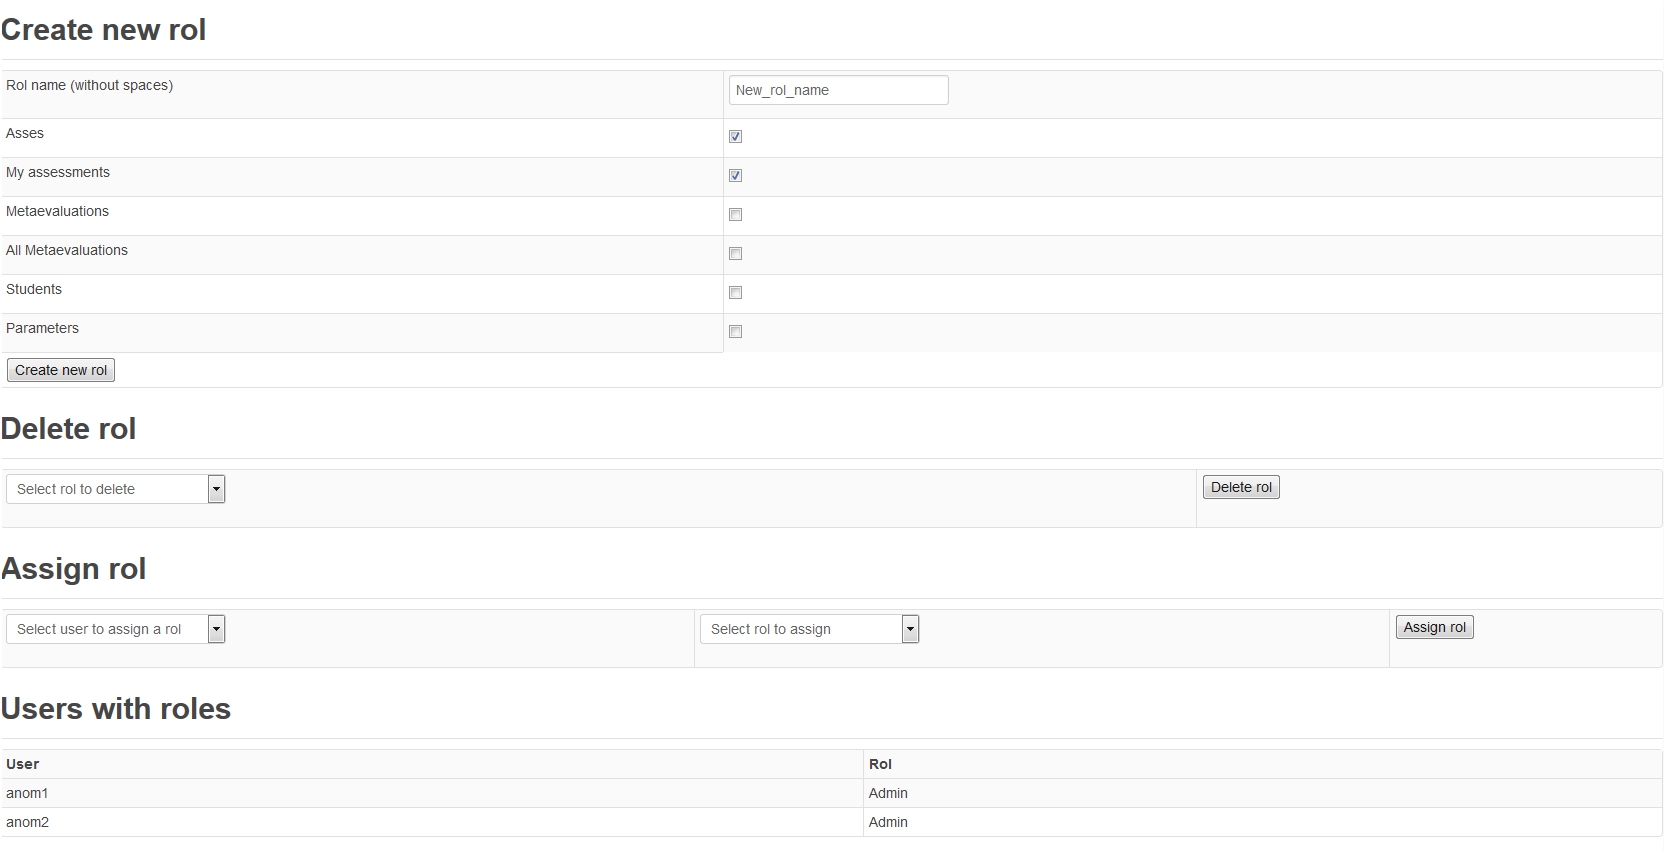 Create new rol
Rol name (without spaces) New_rol_name
Asses
My assessments
Metaevaluations
All Metaevaluations
Students
Parameters
Create new rol
Delete rol
Select rol to delete Delete rol
Assign rol
Select user to assign a rol Select rol to assign Assign rol
Users with roles
User Rol
anom1 Admin
anom2 Admin